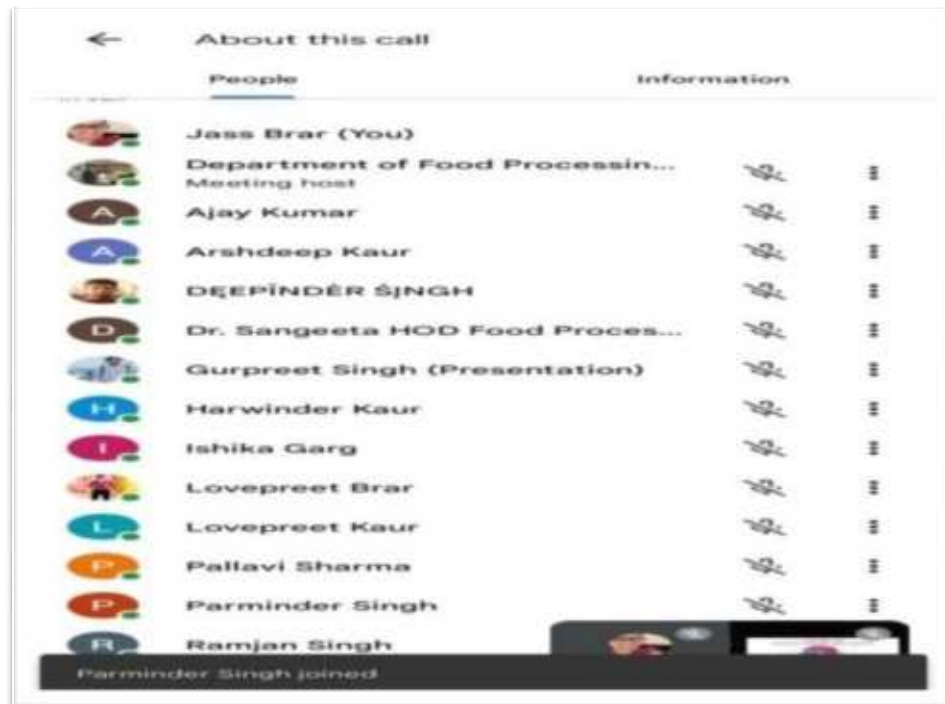 About this call
People Information
Jass Brar (You)
Department of Food Processin...
Meeting host
A Ajay Kumar
A Arshdeep Kaur
DĘEPĪNDĖR ŚĮNGH
D Dr. Sangeeta HOD Food Proces...
Gurpreet Singh (Presentation)
H Harwinder Kaur
I Ishika Garg
Lovepreet Brar
L Lovepreet Kaur
P Pallavi Sharma
P Parminder Singh
R Ramjan Singh
Parminder Singh joined